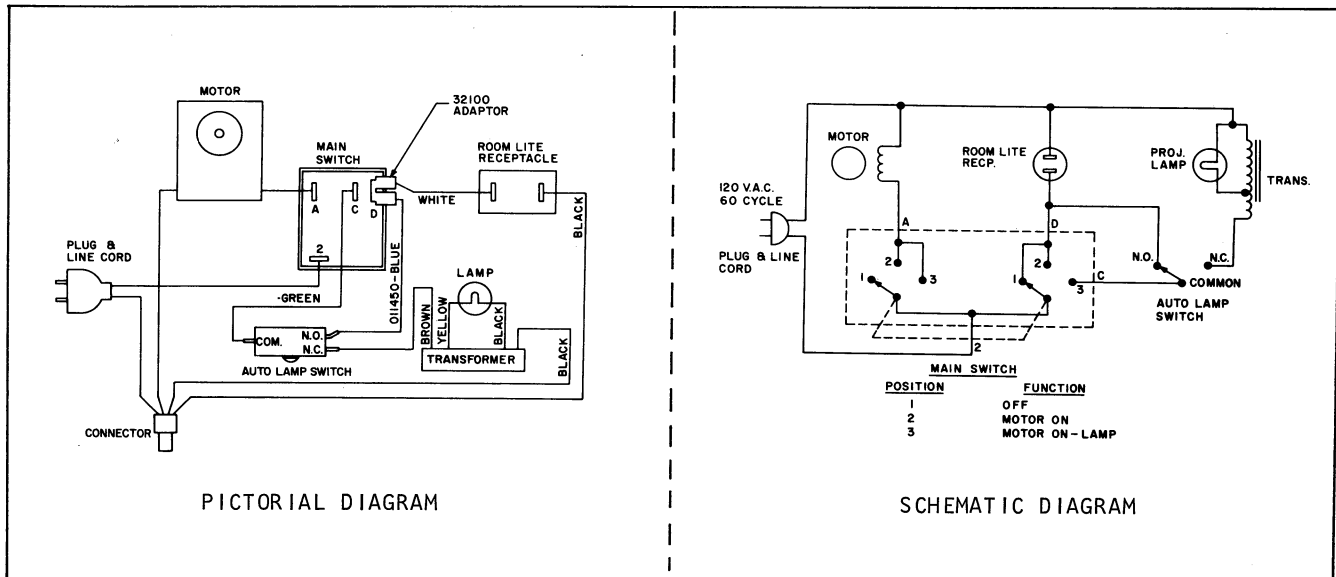 MOTOR
32100
ADAPTOR
MAIN
SWITCH
ROOM LITE
RECEPTACLE
A
C
D
WHITE
BLACK
2
PLUG &
LINE CORD
-GREEN
011450-BLUE
LAMP
BROWN
YELLOW
BLACK
BLACK
COM.
N.O.
N.C.
TRANSFORMER
AUTO LAMP SWITCH
CONNECTOR
PICTORIAL DIAGRAM
MOTOR
ROOM LITE
RECP.
PROJ.
LAMP
TRANS.
120 V.A.C.
60 CYCLE
PLUG & LINE
CORD
A
D
2
1
3
2
1
3
C
N.O.
N.C.
COMMON
AUTO LAMP
SWITCH
2
MAIN SWITCH
POSITION FUNCTION
1 OFF
2 MOTOR ON
3 MOTOR ON-LAMP
SCHEMATIC DIAGRAM